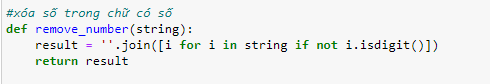 #xóa số trong chữ có số
def remove_number(string):
    result = ''.join([i for i in string if not i.isdigit()])
    return result